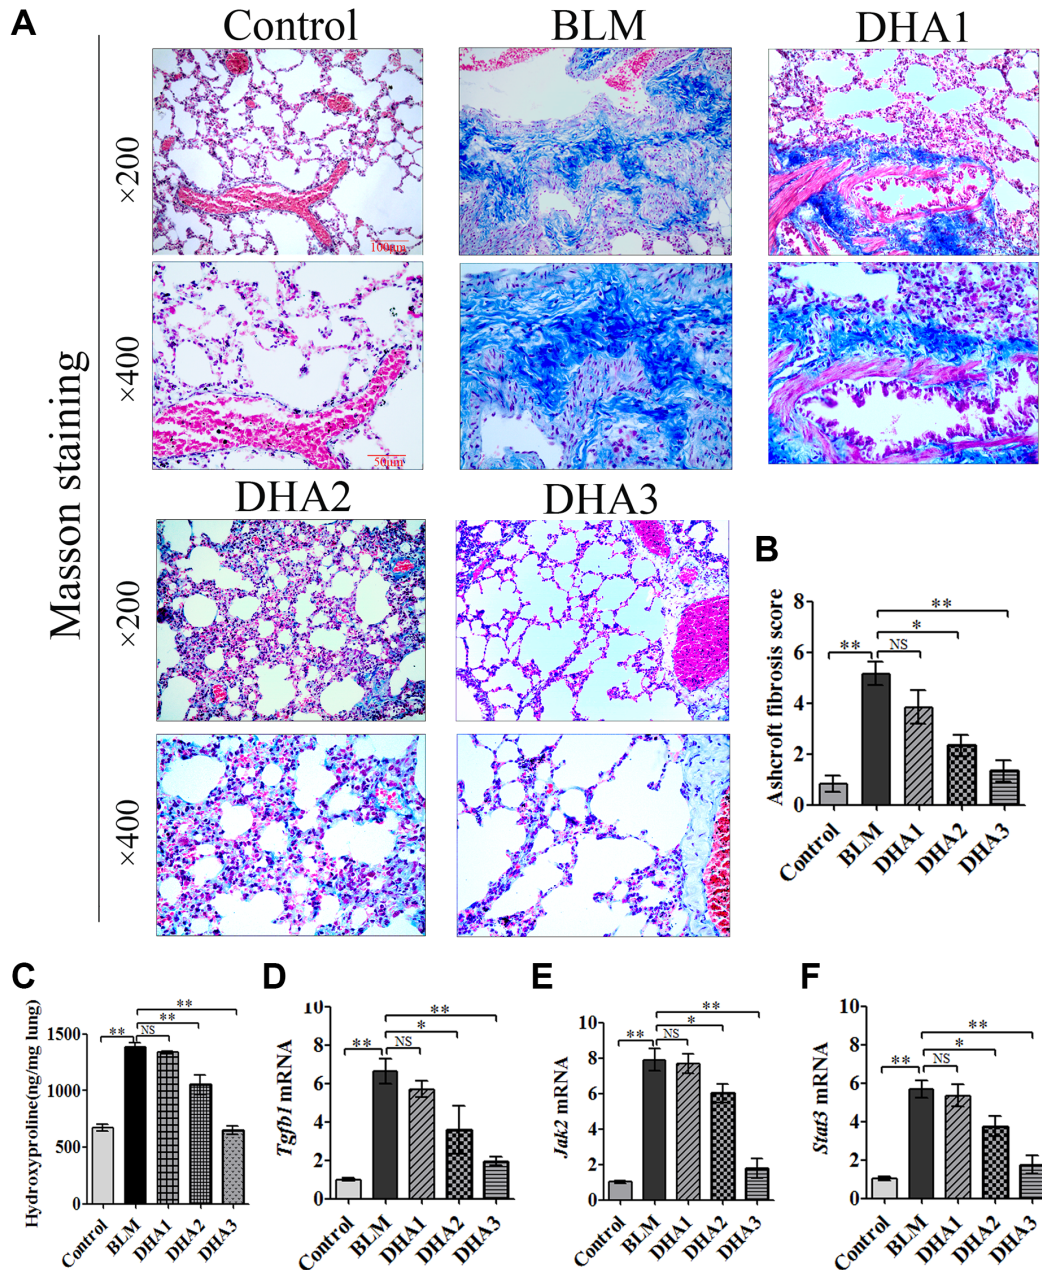 A
Control BLM DHA1
×200
100μm
×400
50μm
Masson staining
DHA2 DHA3
×200
×400
B
Ashcroft fibrosis score
8
6
4
2
0
** NS * **
Control BLM DHA1 DHA2 DHA3
C
Hydroxyproline(ng/mg lung)
1500
1000
500
0
** NS ** **
Control BLM DHA1 DHA2 DHA3
D
Tgfb1 mRNA
10
8
6
4
2
0
** NS * **
Control BLM DHA1 DHA2 DHA3
E
Jak2 mRNA
10
8
6
4
2
0
** NS * **
Control BLM DHA1 DHA2 DHA3
F
Stat3 mRNA
10
8
6
4
2
0
** NS * **
Control BLM DHA1 DHA2 DHA3